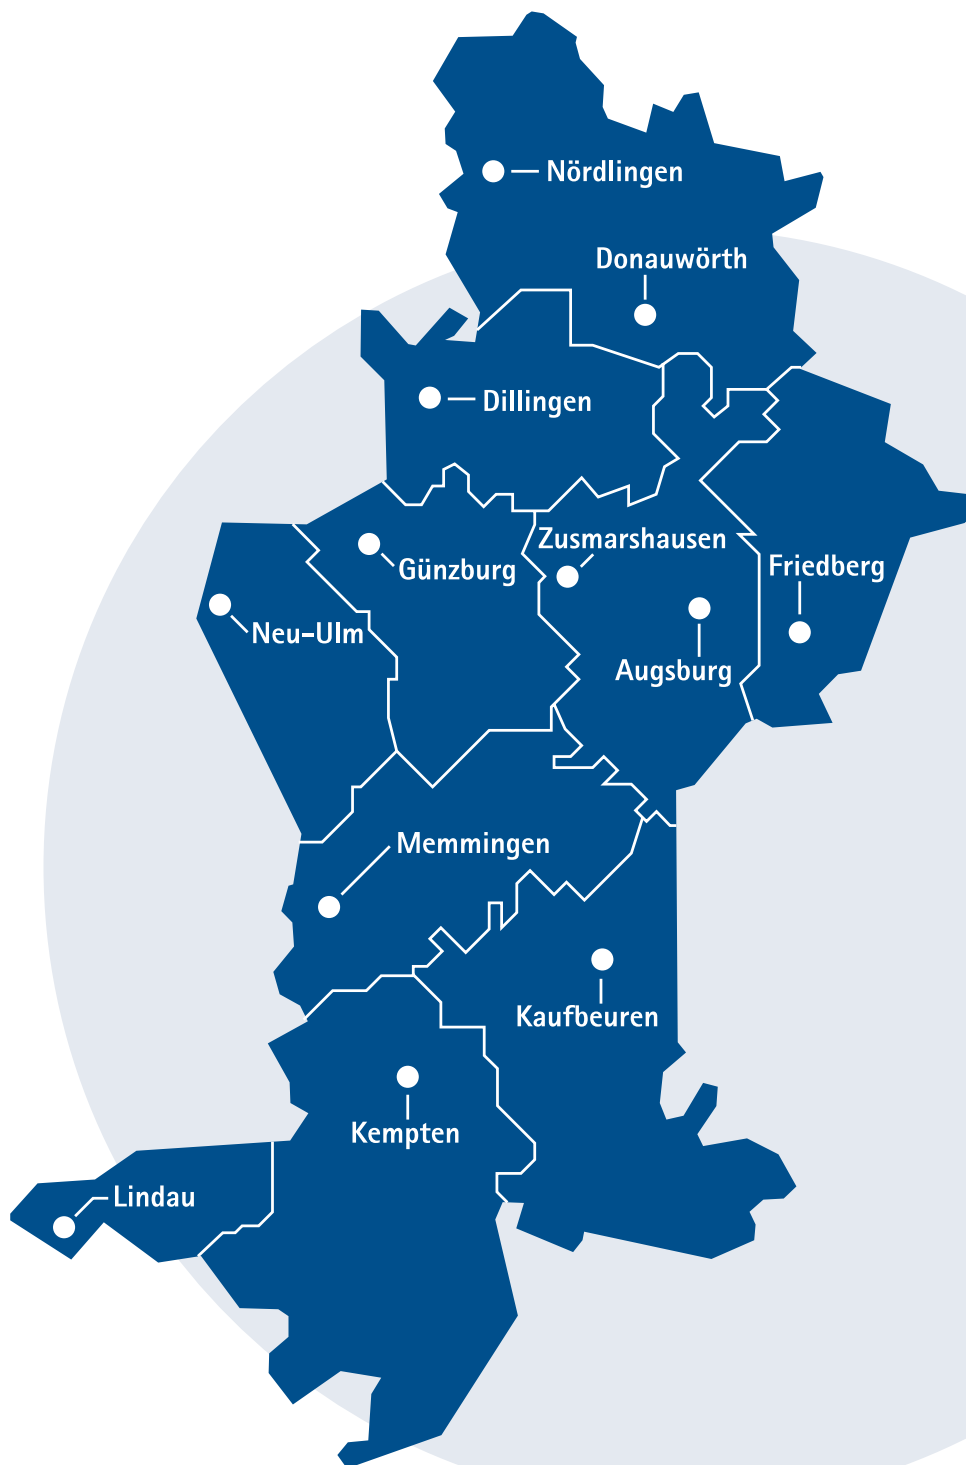 Nördlingen
Donauwörth
Dillingen
Zusmarshausen
Günzburg
Friedberg
Neu-Ulm
Augsburg
Memmingen
Kaufbeuren
Kempten
Lindau